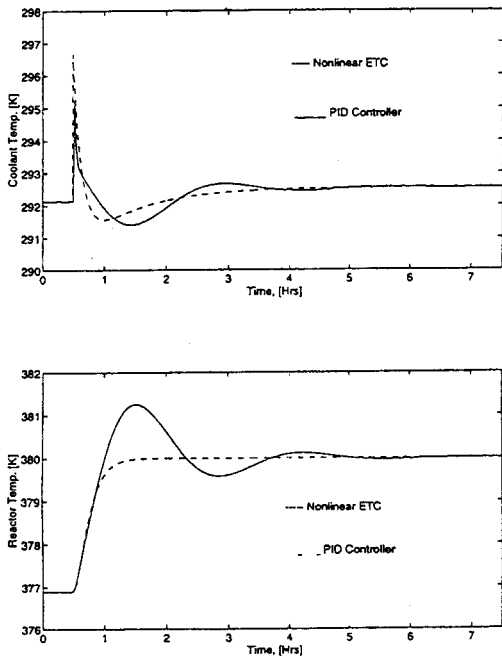 298
297
296
295
294
293
292
291
290
Coolant Temp. [K]
Nonlinear ETC
PID Controller
0 1 2 3 4 5 6 7
Time, [Hrs]
382
381
380
379
378
377
376
Reactor Temp. [K]
Nonlinear ETC
PID Controller
0 1 2 3 4 5 6 7
Time, [Hrs]